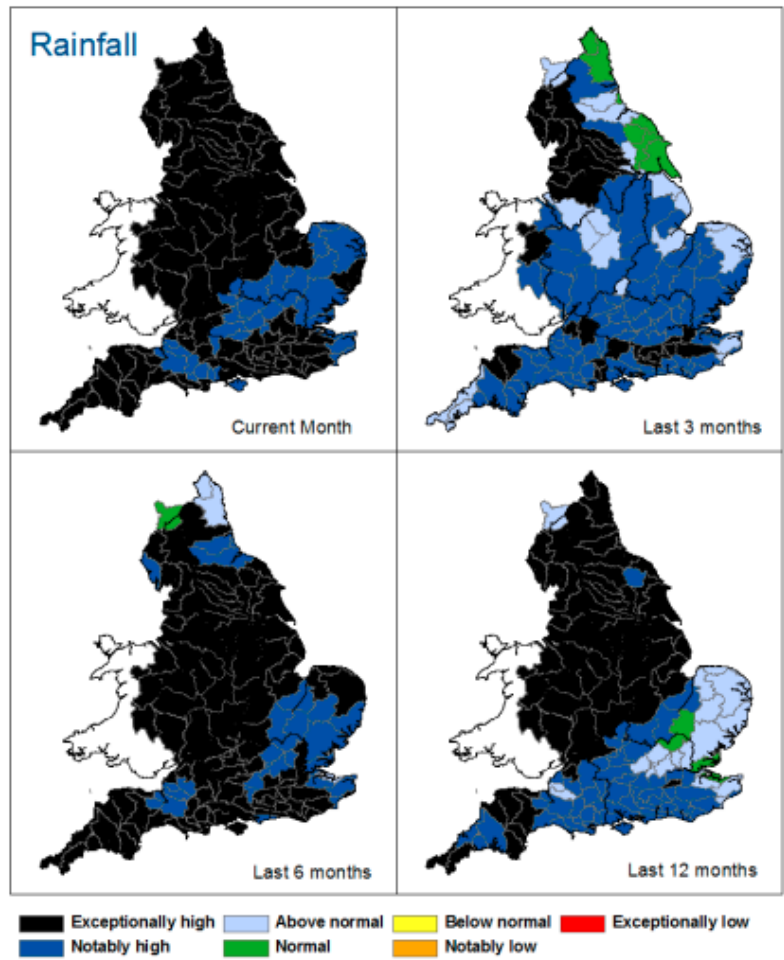 Rainfall
Current Month
Last 3 months
Last 6 months
Last 12 months
Exceptionally high
Above normal
Below normal
Exceptionally low
Notably high
Normal
Notably low